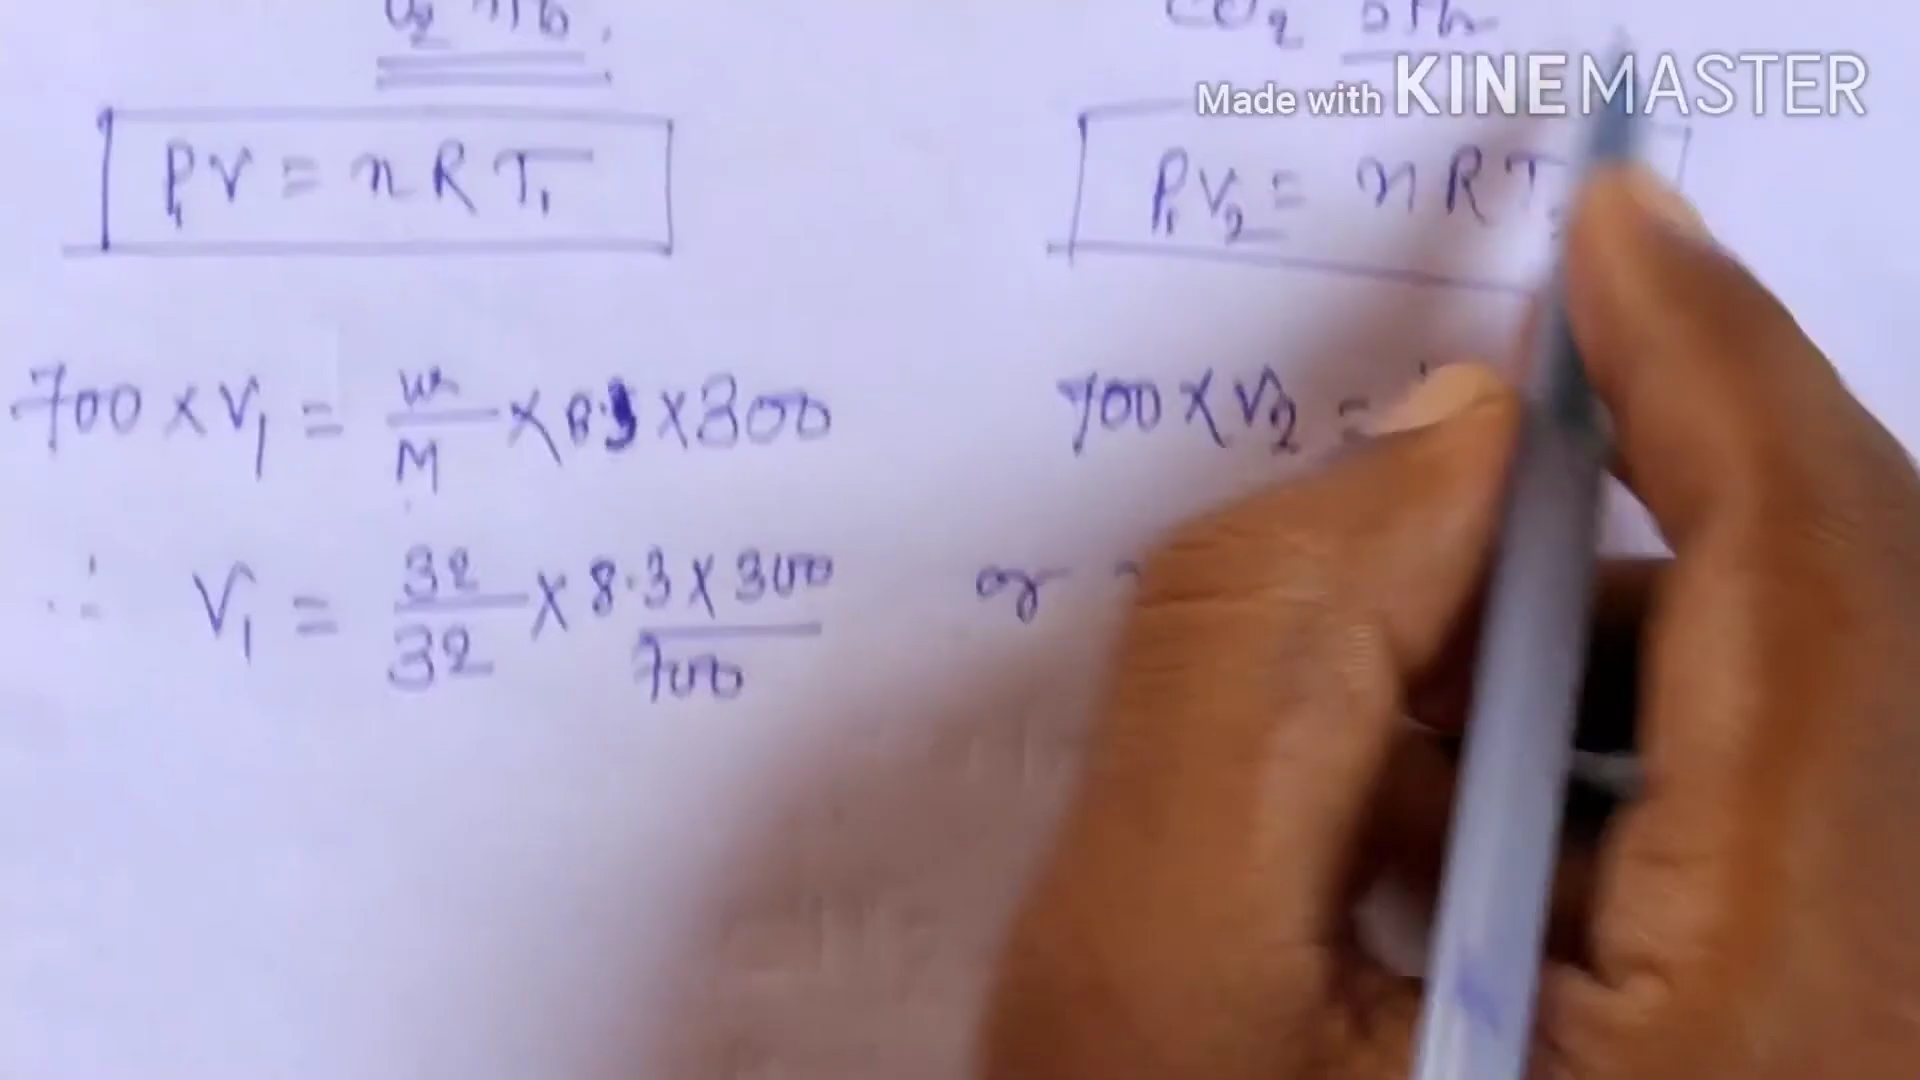 Made with KINEMASTER
P₁V = nRT₁
P₁V₂ = nRT
700 × V₁ = w/M × 8.3 × 300
700 × V₂ =
∴ V₁ = 32/32 × 8.3 × 300/700
or